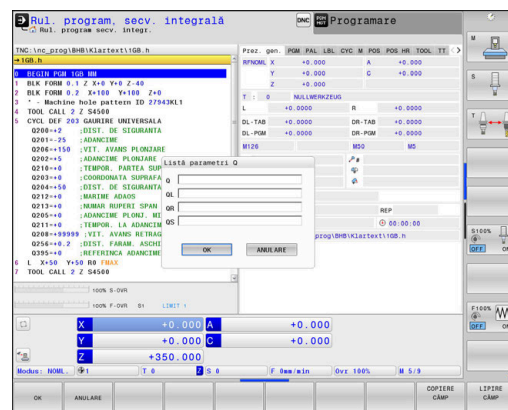 Rul. program, secv. integrală
Rul. program, secv. integr.
DNC
Programare
TNC:\nc_prog\BHB\Klartext\1GB.h
→1GB.h
0 BEGIN PGM 1GB MM
1 BLK FORM 0.1 Z X+0 Y+0 Z-40
2 BLK FORM 0.2 X+100 Y+100 Z+0
3 * - Machine hole pattern ID 27943KL1
4 TOOL CALL 2 Z S4500
5 CYCL DEF 203 GAURIRE UNIVERSALA
Q200=+2 ;DIST. DE SIGURANTA
Q201=-25 ;ADANCIME
Q206=+150 ;VIT. AVANS PLONJARE
Q202=+5 ;ADANCIME PLONJARE
Q210=+0 ;TEMPOR. PARTEA SUP
Q203=+0 ;COORDONATA SUPRAFA
Q204=+50 ;DIST. DE SIGURANTA
Q212=+0 ;MARIME ADAOS
Q213=+0 ;NUMAR RUPERI SPAN
Q205=+0 ;ADANCIME PLONJ. MI
Q211=+0 ;TEMPOR. LA ADANCIM
Q208=+99999 ;VIT. AVANS RETRAG
Q256=+0.2 ;DIST. FARAM. ASCHI
Q395=+0 ;REFERINCA ADANCIME
6 L X+50 Y+50 R0 FMAX
7 TOOL CALL 2 Z S4500
Prez. gen. PGM PAL LBL CYC M POS POS HR TOOL TT
RFNOML X +0.000 A +0.000
Y +0.000 C +0.000
Z +0.000
T : 0 NULLWERKZEUG
L +0.0000 R +0.0000
DL-TAB +0.0000 DR-TAB +0.0000
DL-PGM +0.0000 DR-PGM +0.0000
M126 M50 M5
P#
REP
00:00:00
prog\BHB\Klartext\1GB.h
Listă parametri Q
Q
QL
QR
QS
OK ANULARE
100% S-OVR
100% F-OVR S1 LIMIT 1
X +0.000 A +0.000
Y +0.000 C +0.000
Z +350.000
Modus: NOML. 1 T 0 Z S 0 F 0mm/min Ovr 100% M 5/9
M
S
T
S100%
OFF ON
F100%
OFF ON
OK
ANULARE
COPIERE CÂMP
LIPIRE CÂMP